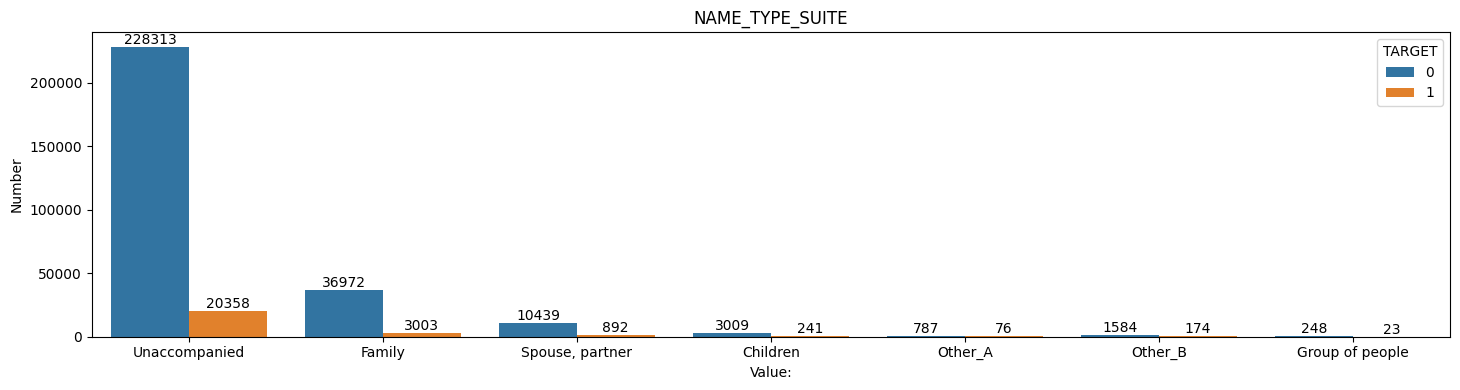 NAME_TYPE_SUITE
228313
TARGET
0
1
200000
150000
Number
100000
50000
36972
20358
10439
3003
892
3009
241
787
76
1584
174
248
23
0
Unaccompanied
Family
Spouse, partner
Children
Other_A
Other_B
Group of people
Value: